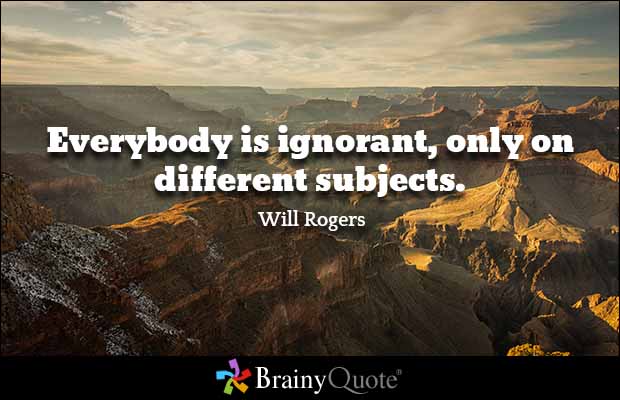 Everybody is ignorant, only on
different subjects.
Will Rogers
BrainyQuote®